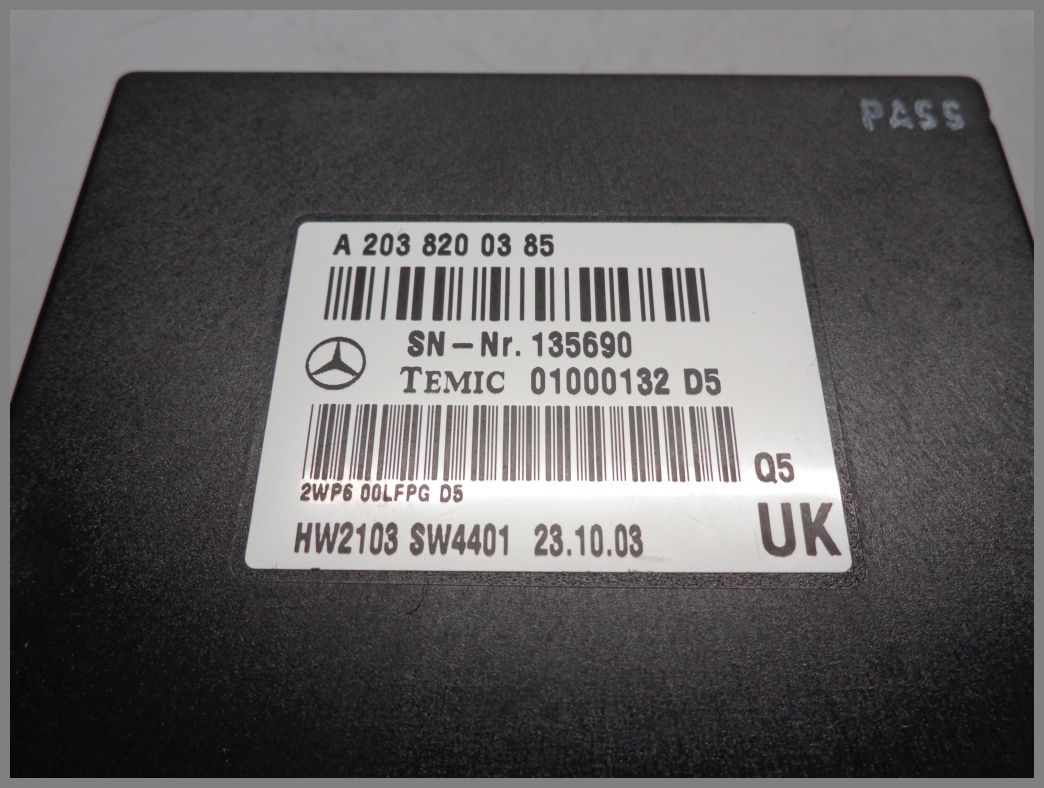 PASS
A 203 820 03 85
SN-Nr. 135690
TEMIC 01000132 D5
Q5
2WP6 00LFPG D5
UK
HW2103 SW4401 23.10.03